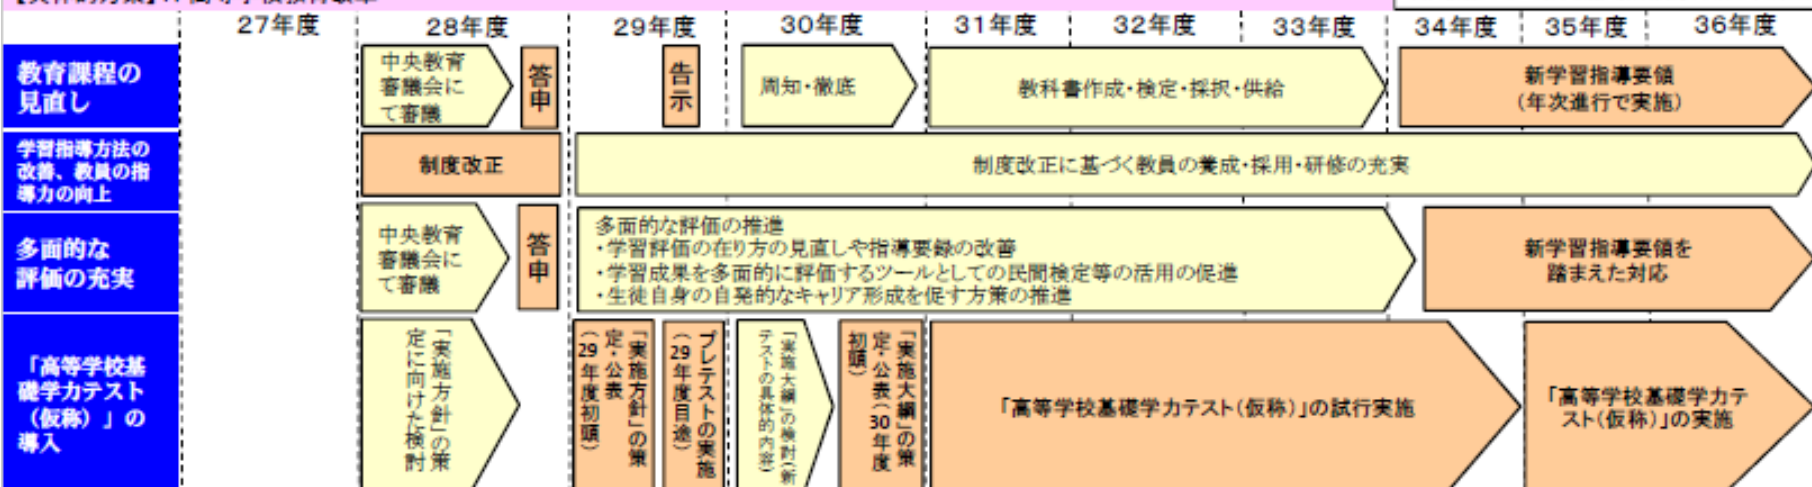 27年度
28年度
29年度
30年度
31年度
32年度
33年度
34年度
35年度
36年度
教育課程の
見直し
中央教育
審議会に
て審議
答申
告示
周知・徹底
教科書作成・検定・採択・供給
新学習指導要領
(年次進行で実施)
学習指導方法の
改善、教員の指
導力の向上
制度改正
制度改正に基づく教員の養成・採用・研修の充実
多面的な
評価の充実
中央教育
審議会に
て審議
答申
多面的な評価の推進
・学習評価の在り方の見直しや指導要録の改善
・学習成果を多面的に評価するツールとしての民間検定等の活用の促進
・生徒自身の自発的なキャリア形成を促す方策の推進
新学習指導要領を
踏まえた対応
「高等学校基
礎学力テスト
（仮称）」の
導入
「実施方針」の策
定に向けた検討
「実施方針」の策
定・公表
(29年度初頭)
プレテストの実施
(29年度目途)
「実施大綱」の検討(新
テストの具体的内容)
「実施大綱」の策
定・公表(30年度
初頭)
「高等学校基礎学力テスト(仮称)」の試行実施
「高等学校基礎学力テ
スト(仮称)」の実施